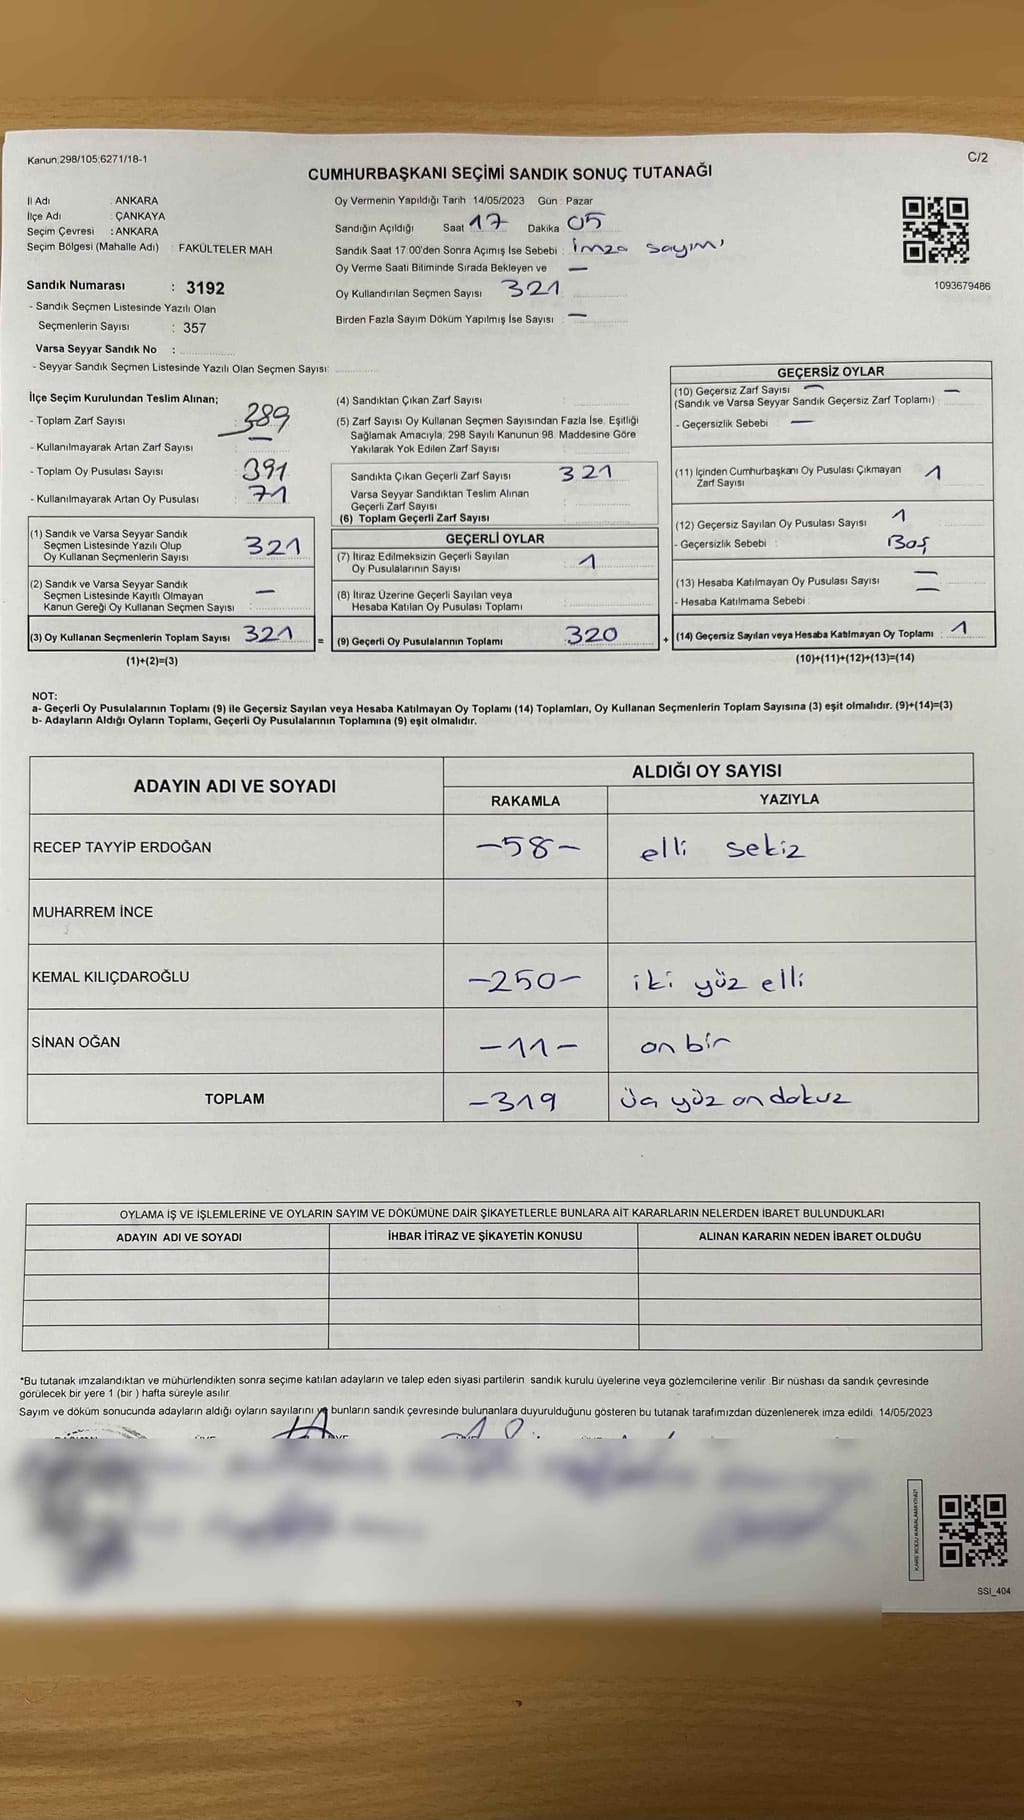 Kanun;298/105;6271/18-1
C/2
CUMHURBAŞKANI SEÇİMİ SANDIK SONUÇ TUTANAĞI
İl Adı : ANKARA
İlçe Adı : ÇANKAYA
Seçim Çevresi : ANKARA
Seçim Bölgesi (Mahalle Adı) : FAKÜLTELER MAH
Sandık Numarası : 3192
- Sandık Seçmen Listesinde Yazılı Olan
Seçmenlerin Sayısı : 357
Varsa Seyyar Sandık No :
- Seyyar Sandık Seçmen Listesinde Yazılı Olan Seçmen Sayısı:
Oy Vermenin Yapıldığı Tarih : 14/05/2023 Gün : Pazar
Sandığın Açıldığı Saat 17 Dakika 05
Sandık Saat 17:00'den Sonra Açımış İse Sebebi : İmza sayımı
Oy Verme Saati Bitiminde Sırada Bekleyen ve —
Oy Kullandırılan Seçmen Sayısı 321
Birden Fazla Sayım Döküm Yapılmış İse Sayısı : —
1093679486
İlçe Seçim Kurulundan Teslim Alınan;
- Toplam Zarf Sayısı 389
- Kullanılmayarak Artan Zarf Sayısı —
- Toplam Oy Pusulası Sayısı 391
- Kullanılmayarak Artan Oy Pusulası 71
(1) Sandık ve Varsa Seyyar Sandık
Seçmen Listesinde Yazılı Olup
Oy Kullanan Seçmenlerin Sayısı 321
(2) Sandık ve Varsa Seyyar Sandık
Seçmen Listesinde Kayıtlı Olmayan —
Kanun Gereği Oy Kullanan Seçmen Sayısı
(3) Oy Kullanan Seçmenlerin Toplam Sayısı 321 =
(1)+(2)=(3)
(4) Sandıktan Çıkan Zarf Sayısı
(5) Zarf Sayısı Oy Kullanan Seçmen Sayısından Fazla İse, Eşitliği
Sağlamak Amacıyla; 298 Sayılı Kanunun 98. Maddesine Göre
Yakılarak Yok Edilen Zarf Sayısı
Sandıkta Çıkan Geçerli Zarf Sayısı 321
Varsa Seyyar Sandıktan Teslim Alınan
Geçerli Zarf Sayısı
(6) Toplam Geçerli Zarf Sayısı
GEÇERLİ OYLAR
(7) İtiraz Edilmeksizin Geçerli Sayılan
Oy Pusulalarının Sayısı 1
(8) İtiraz Üzerine Geçerli Sayılan veya
Hesaba Katılan Oy Pusulası Toplamı
(9) Geçerli Oy Pusulalarının Toplamı 320 +
GEÇERSİZ OYLAR
(10) Geçersiz Zarf Sayısı —
(Sandık ve Varsa Seyyar Sandık Geçersiz Zarf Toplamı) : —
- Geçersizlik Sebebi —
(11) İçinden Cumhurbaşkanı Oy Pusulası Çıkmayan 1
Zarf Sayısı
(12) Geçersiz Sayılan Oy Pusulası Sayısı 1
- Geçersizlik Sebebi : Boş
(13) Hesaba Katılmayan Oy Pusulası Sayısı —
- Hesaba Katılmama Sebebi : —
(14) Geçersiz Sayılan veya Hesaba Katılmayan Oy Toplamı : 1
(10)+(11)+(12)+(13)=(14)
NOT:
a- Geçerli Oy Pusulalarının Toplamı (9) ile Geçersiz Sayılan veya Hesaba Katılmayan Oy Toplamı (14) Toplamları, Oy Kullanan Seçmenlerin Toplam Sayısına (3) eşit olmalıdır. (9)+(14)=(3)
b- Adayların Aldığı Oyların Toplamı, Geçerli Oy Pusulalarının Toplamına (9) eşit olmalıdır.
ADAYIN ADI VE SOYADI
ALDIĞI OY SAYISI
RAKAMLA YAZIYLA
RECEP TAYYİP ERDOĞAN -58- elli sekiz
MUHARREM İNCE
KEMAL KILIÇDAROĞLU -250- iki yüz elli
SİNAN OĞAN -11- on bir
TOPLAM -319 üç yüz on dokuz
OYLAMA İŞ VE İŞLEMLERİNE VE OYLARIN SAYIM VE DÖKÜMÜNE DAİR ŞİKAYETLERLE BUNLARA AİT KARARLARIN NELERDEN İBARET BULUNDUKLARI
ADAYIN ADI VE SOYADI İHBAR İTİRAZ VE ŞİKAYETİN KONUSU ALINAN KARARIN NEDEN İBARET OLDUĞU
*Bu tutanak imzalandıktan ve mühürlendikten sonra seçime katılan adayların ve talep eden siyasi partilerin sandık kurulu üyelerine veya gözlemcilerine verilir. Bir nüshası da sandık çevresinde
görülecek bir yere 1 (bir ) hafta süreyle asılır.
Sayım ve döküm sonucunda adayların aldığı oyların sayılarını ve bunların sandık çevresinde bulunanlara duyurulduğunu gösteren bu tutanak tarafımızdan düzenlenerek imza edildi. 14/05/2023
KARE KODU KARALAMAYINIZ!
SSI_404